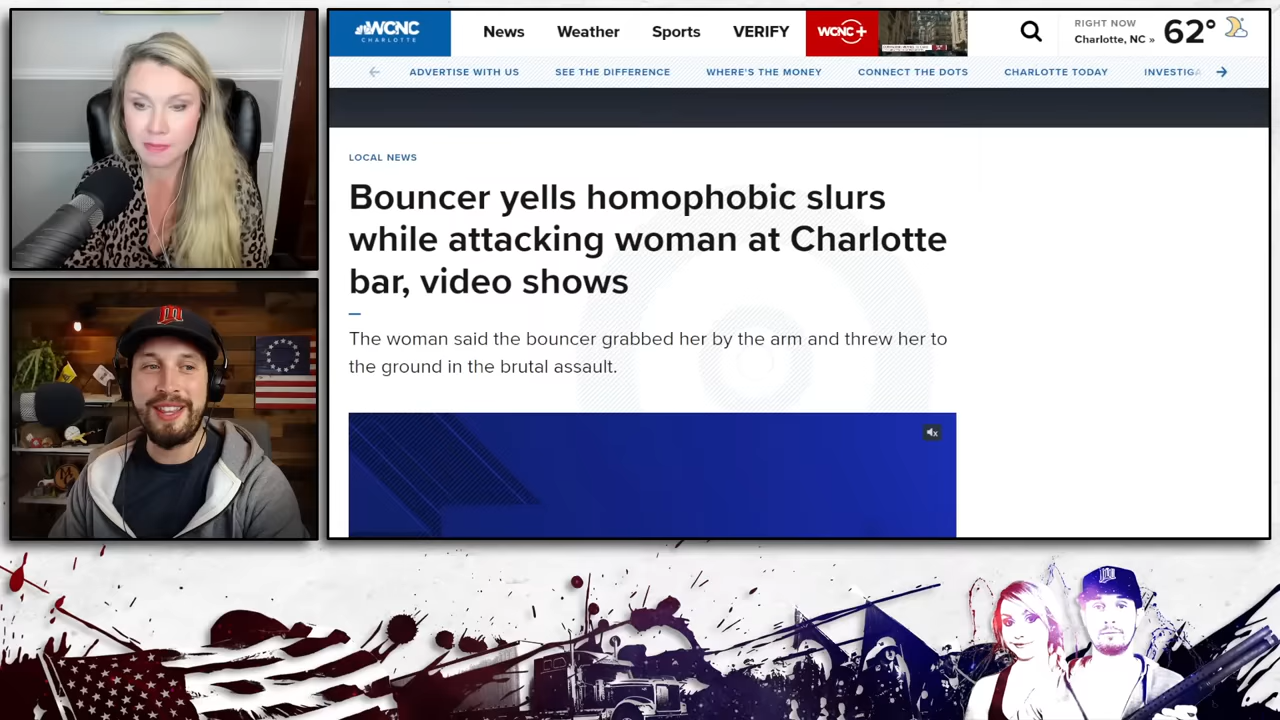 WCNC
CHARLOTTE
News
Weather
Sports
VERIFY
WCNC+
RIGHT NOW
Charlotte, NC »
62°
ADVERTISE WITH US
SEE THE DIFFERENCE
WHERE'S THE MONEY
CONNECT THE DOTS
CHARLOTTE TODAY
INVESTIGA
LOCAL NEWS
Bouncer yells homophobic slurs
while attacking woman at Charlotte
bar, video shows
The woman said the bouncer grabbed her by the arm and threw her to
the ground in the brutal assault.